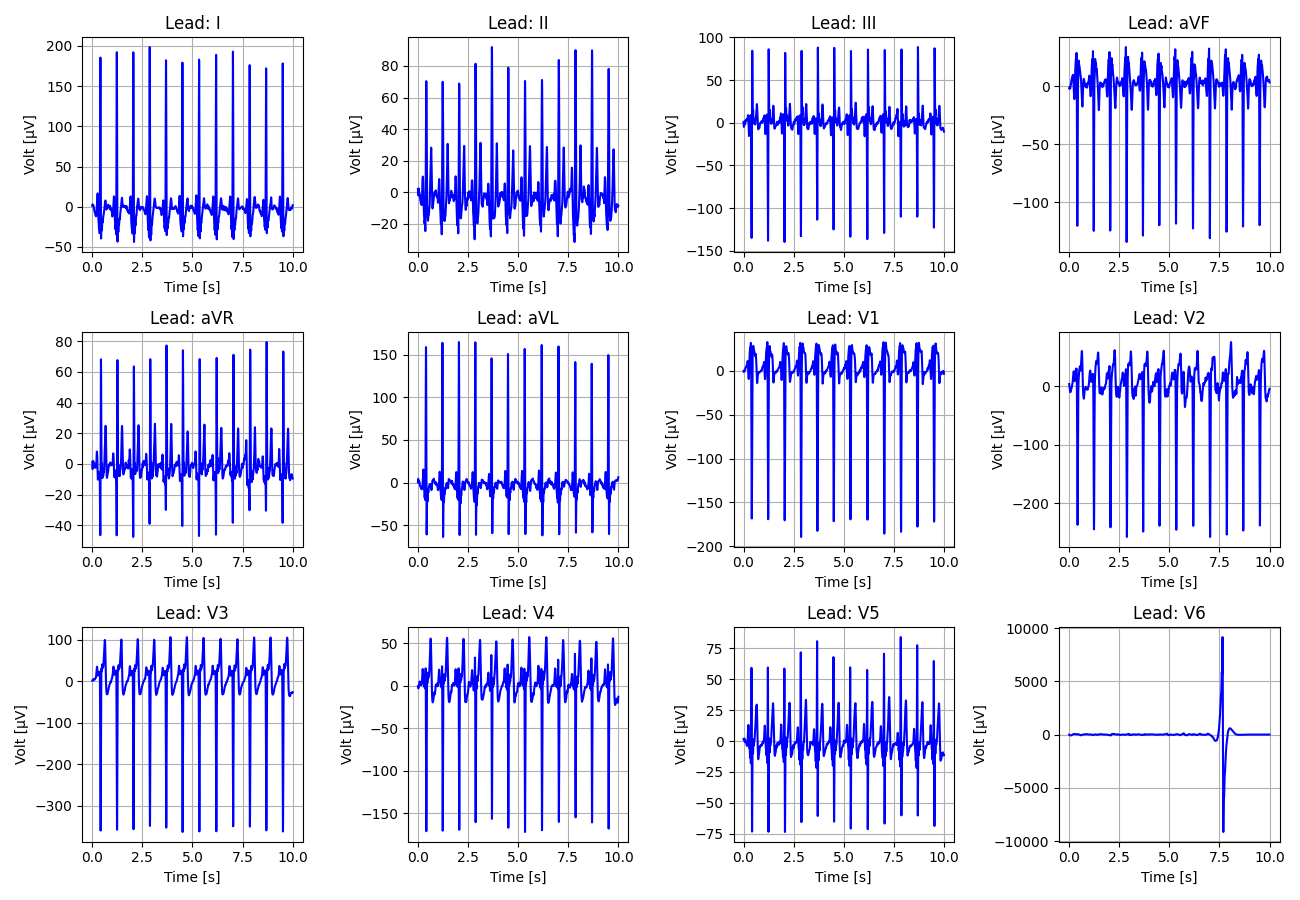 Lead: I
Volt [µV]
200
150
100
50
0
−50
0.0 2.5 5.0 7.5 10.0
Time [s]
Lead: II
Volt [µV]
80
60
40
20
0
−20
0.0 2.5 5.0 7.5 10.0
Time [s]
Lead: III
Volt [µV]
100
50
0
−50
−100
−150
0.0 2.5 5.0 7.5 10.0
Time [s]
Lead: aVF
Volt [µV]
0
−50
−100
0.0 2.5 5.0 7.5 10.0
Time [s]
Lead: aVR
Volt [µV]
80
60
40
20
0
−20
−40
0.0 2.5 5.0 7.5 10.0
Time [s]
Lead: aVL
Volt [µV]
150
100
50
0
−50
0.0 2.5 5.0 7.5 10.0
Time [s]
Lead: V1
Volt [µV]
0
−50
−100
−150
−200
0.0 2.5 5.0 7.5 10.0
Time [s]
Lead: V2
Volt [µV]
0
−100
−200
0.0 2.5 5.0 7.5 10.0
Time [s]
Lead: V3
Volt [µV]
100
0
−100
−200
−300
0.0 2.5 5.0 7.5 10.0
Time [s]
Lead: V4
Volt [µV]
50
0
−50
−100
−150
0.0 2.5 5.0 7.5 10.0
Time [s]
Lead: V5
Volt [µV]
75
50
25
0
−25
−50
−75
0.0 2.5 5.0 7.5 10.0
Time [s]
Lead: V6
Volt [µV]
10000
5000
0
−5000
−10000
0.0 2.5 5.0 7.5 10.0
Time [s]